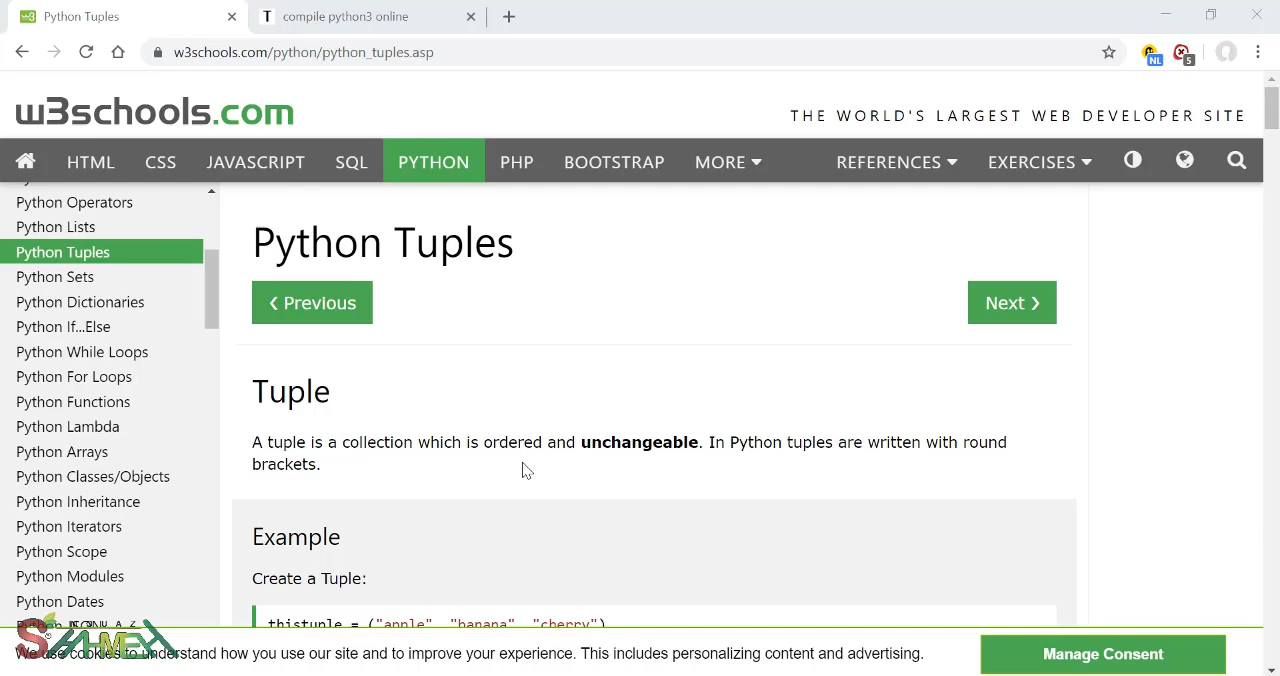 Python Tuples
compile python3 online
w3schools.com/python/python_tuples.asp
NL
5
w3schools.com
THE WORLD'S LARGEST WEB DEVELOPER SITE
HTML CSS JAVASCRIPT SQL PYTHON PHP BOOTSTRAP MORE REFERENCES EXERCISES
Python Operators
Python Lists
Python Tuples
Python Sets
Python Dictionaries
Python If...Else
Python While Loops
Python For Loops
Python Functions
Python Lambda
Python Arrays
Python Classes/Objects
Python Inheritance
Python Iterators
Python Scope
Python Modules
Python Dates
Python Tuples
❮ Previous
Next ❯
Tuple
A tuple is a collection which is ordered and unchangeable. In Python tuples are written with round
brackets.
Example
Create a Tuple:
thistuple = ("apple", "banana", "cherry")
We use cookies to understand how you use our site and to improve your experience. This includes personalizing content and advertising.
Manage Consent